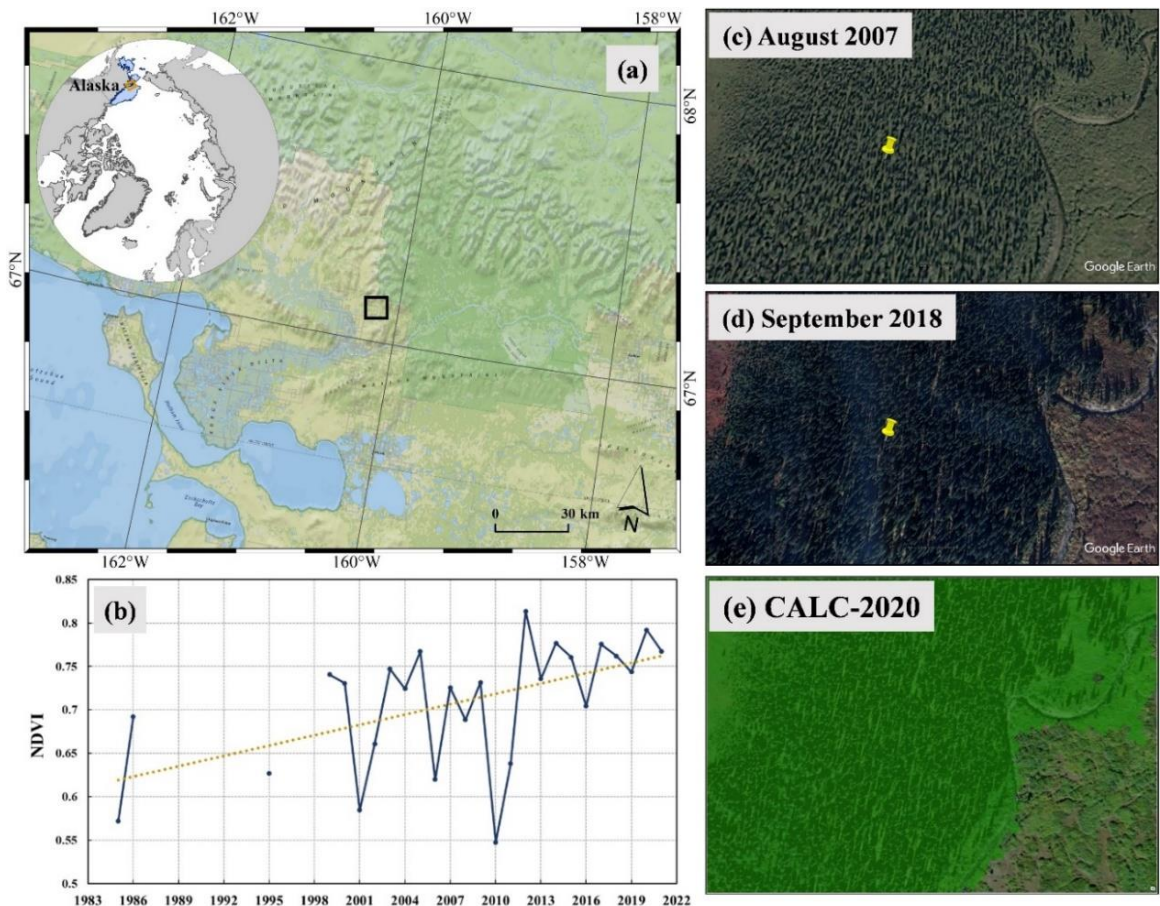 162°W
160°W
158°W
(a)
Alaska
68°N
67°N
67°N
0 30 km
N
162°W
160°W
158°W
(b)
0.85
0.8
0.75
0.7
0.65
0.6
0.55
0.5
NDVI
1983 1986 1989 1992 1995 1998 2001 2004 2007 2010 2013 2016 2019 2022
(c) August 2007
Google Earth
(d) September 2018
Google Earth
(e) CALC-2020